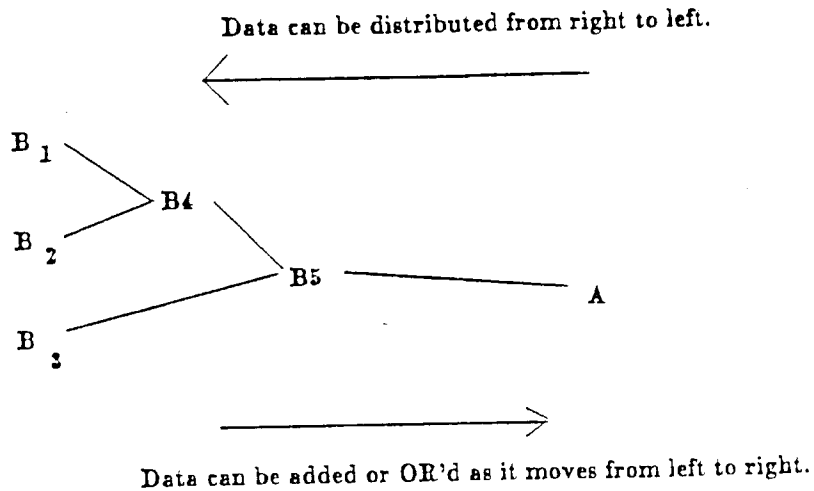 Data can be distributed from right to left.
B 1
B4
B 2
B5
A
B 3
Data can be added or OR'd as it moves from left to right.